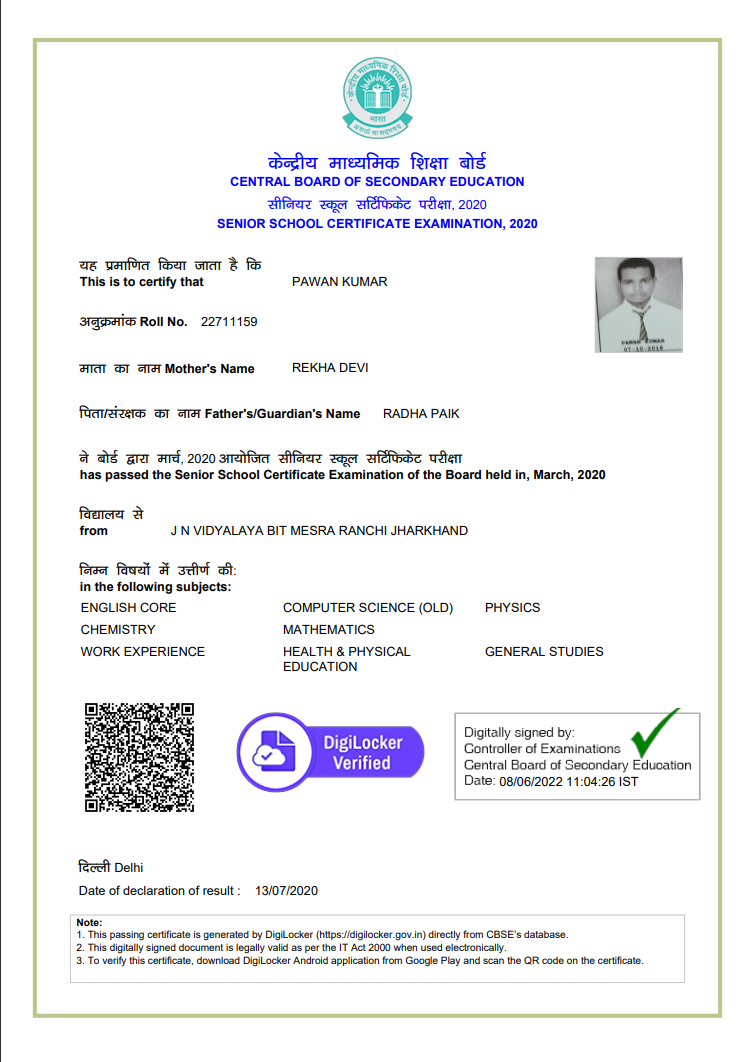 केन्द्रीय माध्यमिक शिक्षा बोर्ड
भारत
असतो मा सद्गमय
केन्द्रीय माध्यमिक शिक्षा बोर्ड
CENTRAL BOARD OF SECONDARY EDUCATION
सीनियर स्कूल सर्टिफिकेट परीक्षा, 2020
SENIOR SCHOOL CERTIFICATE EXAMINATION, 2020
यह प्रमाणित किया जाता है कि
This is to certify that PAWAN KUMAR
PAWAN KUMAR
07-10-2018
अनुक्रमांक Roll No. 22711159
माता का नाम Mother's Name REKHA DEVI
पिता/संरक्षक का नाम Father's/Guardian's Name RADHA PAIK
ने बोर्ड द्वारा मार्च, 2020 आयोजित सीनियर स्कूल सर्टिफिकेट परीक्षा
has passed the Senior School Certificate Examination of the Board held in, March, 2020
विद्यालय से
from J N VIDYALAYA BIT MESRA RANCHI JHARKHAND
निम्न विषयों में उत्तीर्ण की:
in the following subjects:
ENGLISH CORE COMPUTER SCIENCE (OLD) PHYSICS
CHEMISTRY MATHEMATICS
WORK EXPERIENCE HEALTH & PHYSICAL GENERAL STUDIES
EDUCATION
DigiLocker
Verified
Digitally signed by:
Controller of Examinations
Central Board of Secondary Education
Date: 08/06/2022 11:04:26 IST
दिल्ली Delhi
Date of declaration of result : 13/07/2020
Note:
1. This passing certificate is generated by DigiLocker (https://digilocker.gov.in) directly from CBSE's database.
2. This digitally signed document is legally valid as per the IT Act 2000 when used electronically.
3. To verify this certificate, download DigiLocker Android application from Google Play and scan the QR code on the certificate.